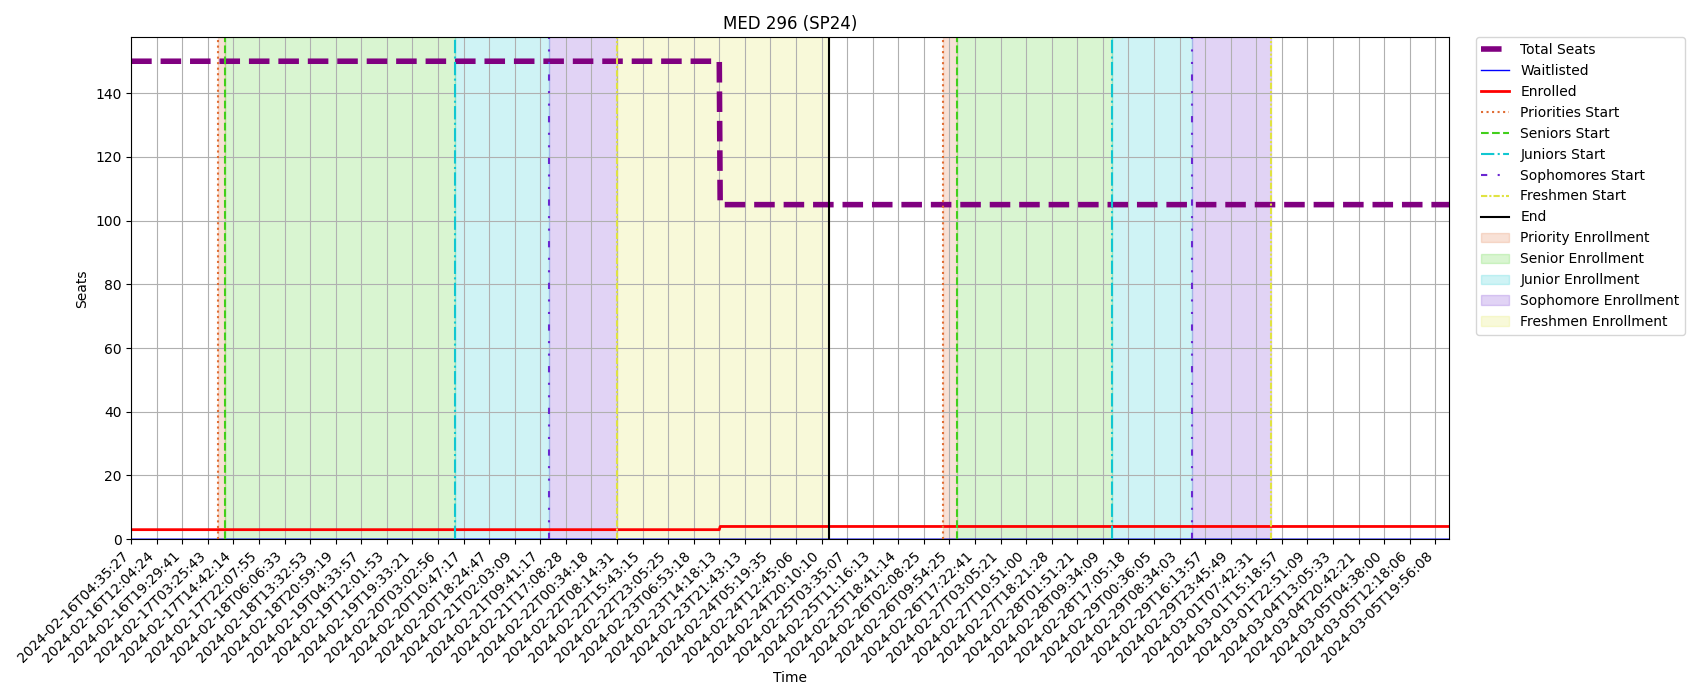 MED 296 (SP24)
Seats
140
120
100
80
60
40
20
0
2024-02-16T04:35:27
2024-02-16T12:04:24
2024-02-16T19:29:41
2024-02-17T03:25:43
2024-02-17T14:42:14
2024-02-17T22:07:55
2024-02-18T06:06:33
2024-02-18T13:32:53
2024-02-18T20:59:19
2024-02-19T04:33:57
2024-02-19T12:01:53
2024-02-19T19:33:21
2024-02-20T03:02:56
2024-02-20T10:47:17
2024-02-20T18:24:47
2024-02-21T02:03:09
2024-02-21T09:41:17
2024-02-21T17:08:28
2024-02-22T00:34:18
2024-02-22T08:14:31
2024-02-22T15:43:15
2024-02-22T23:05:25
2024-02-23T06:53:18
2024-02-23T14:18:13
2024-02-23T21:43:13
2024-02-24T05:19:35
2024-02-24T12:45:06
2024-02-24T20:10:10
2024-02-25T03:35:07
2024-02-25T11:16:13
2024-02-25T18:41:14
2024-02-26T02:08:25
2024-02-26T09:54:25
2024-02-26T17:22:41
2024-02-27T03:05:21
2024-02-27T10:51:00
2024-02-27T18:21:28
2024-02-28T01:51:21
2024-02-28T09:34:09
2024-02-28T17:05:18
2024-02-29T00:36:05
2024-02-29T08:34:03
2024-02-29T16:13:57
2024-02-29T23:45:49
2024-03-01T07:42:31
2024-03-01T15:18:57
2024-03-01T22:51:09
2024-03-04T13:05:33
2024-03-04T20:42:21
2024-03-05T04:38:00
2024-03-05T12:18:06
2024-03-05T19:56:08
Time
Total Seats
Waitlisted
Enrolled
Priorities Start
Seniors Start
Juniors Start
Sophomores Start
Freshmen Start
End
Priority Enrollment
Senior Enrollment
Junior Enrollment
Sophomore Enrollment
Freshmen Enrollment